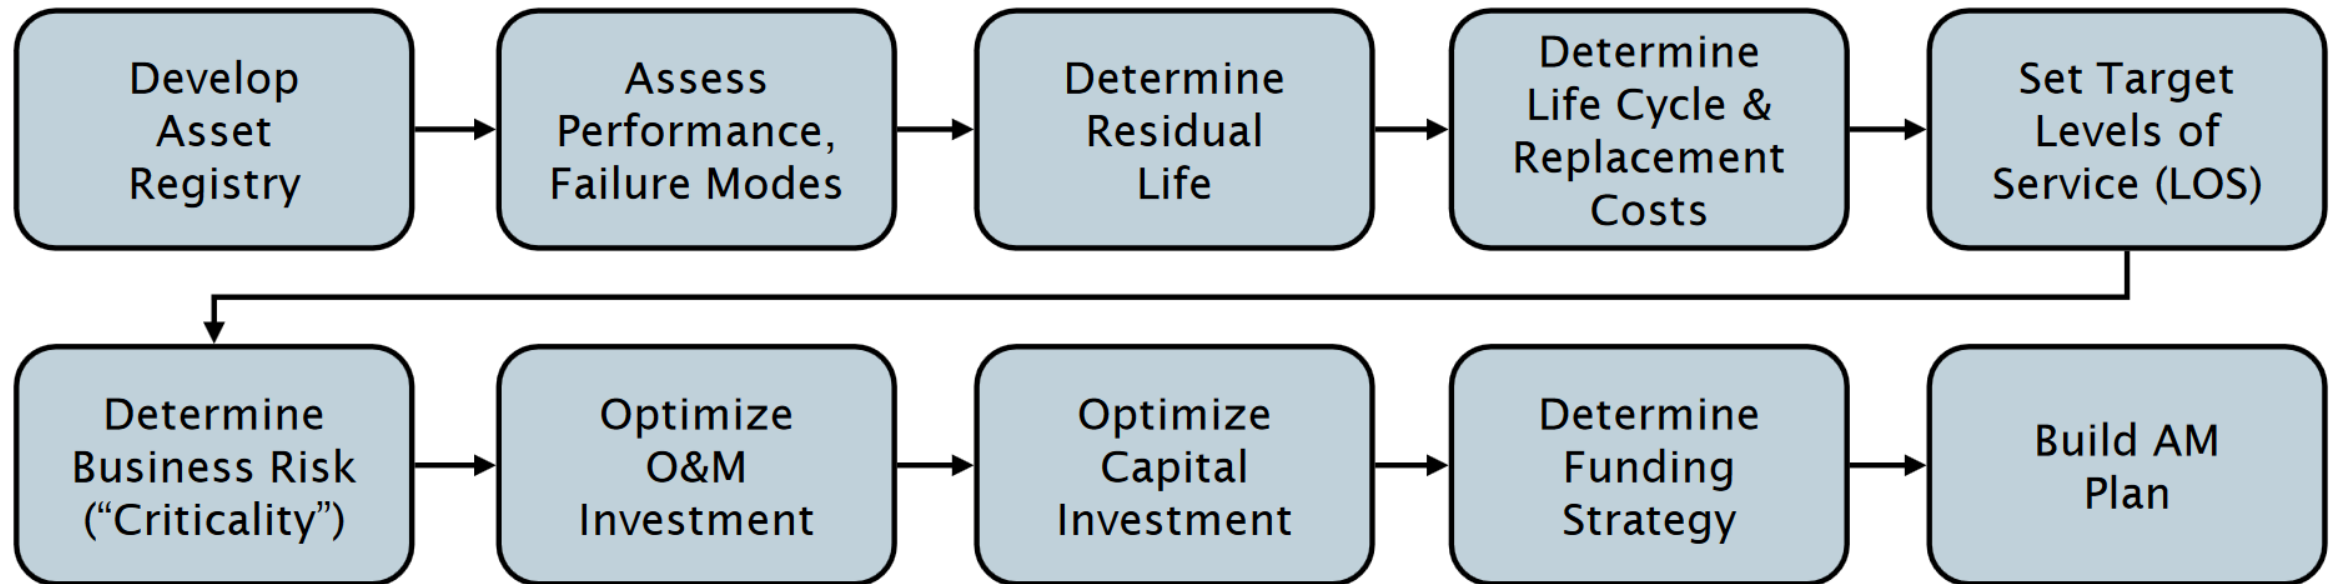 Develop
Asset
Registry
Assess
Performance,
Failure Modes
Determine
Residual
Life
Determine
Life Cycle &
Replacement
Costs
Set Target
Levels of
Service (LOS)
Determine
Business Risk
(“Criticality”)
Optimize
O&M
Investment
Optimize
Capital
Investment
Determine
Funding
Strategy
Build AM
Plan